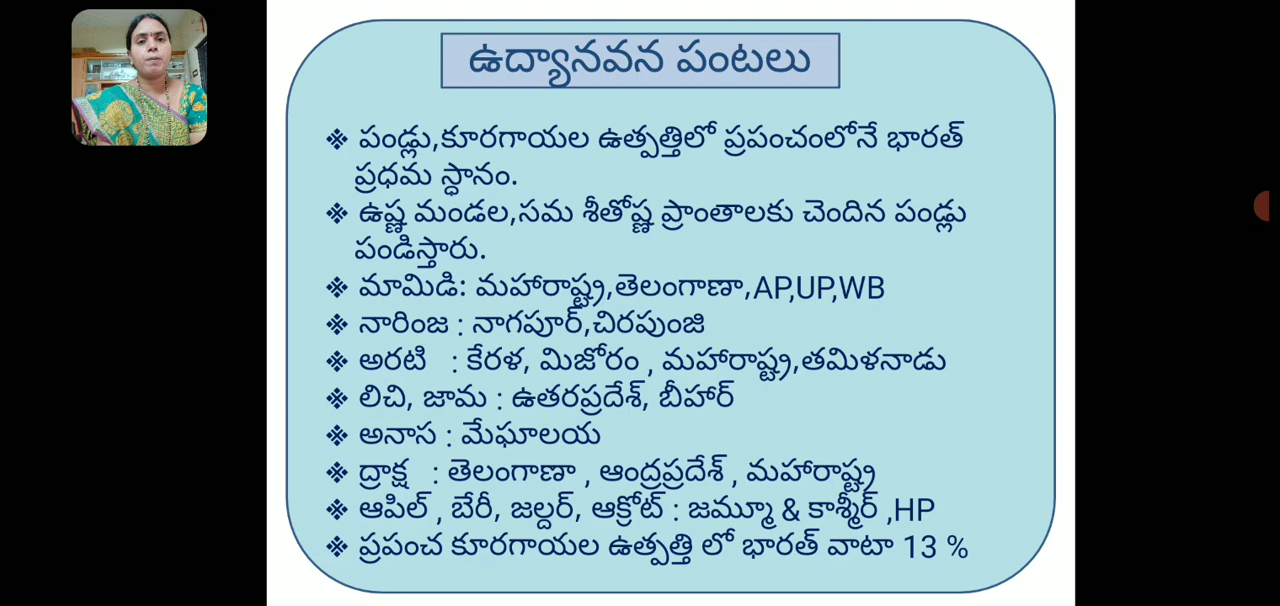 ఉద్యానవన పంటలు
❖ పండ్లు,కూరగాయల ఉత్పత్తిలో ప్రపంచంలోనే భారత్
ప్రధమ స్ధానం.
❖ ఉష్ణ మండల,సమ శీతోష్ణ ప్రాంతాలకు చెందిన పండ్లు
పండిస్తారు.
❖ మామిడి: మహారాష్ట్ర,తెలంగాణా,AP,UP,WB
❖ నారింజ : నాగపూర్,చిరపుంజి
❖ అరటి : కేరళ, మిజోరం , మహారాష్ట్ర,తమిళనాడు
❖ లిచి, జామ : ఉతరప్రదేశ్, బీహార్
❖ అనాస : మేఘాలయ
❖ ద్రాక్ష : తెలంగాణా , ఆంద్రప్రదేశ్ , మహారాష్ట్ర
❖ ఆపిల్ , బేరీ, జల్దర్, ఆక్రోట్ : జమ్మూ & కాశ్మీర్ ,HP
❖ ప్రపంచ కూరగాయల ఉత్పత్తి లో భారత్ వాటా 13 %